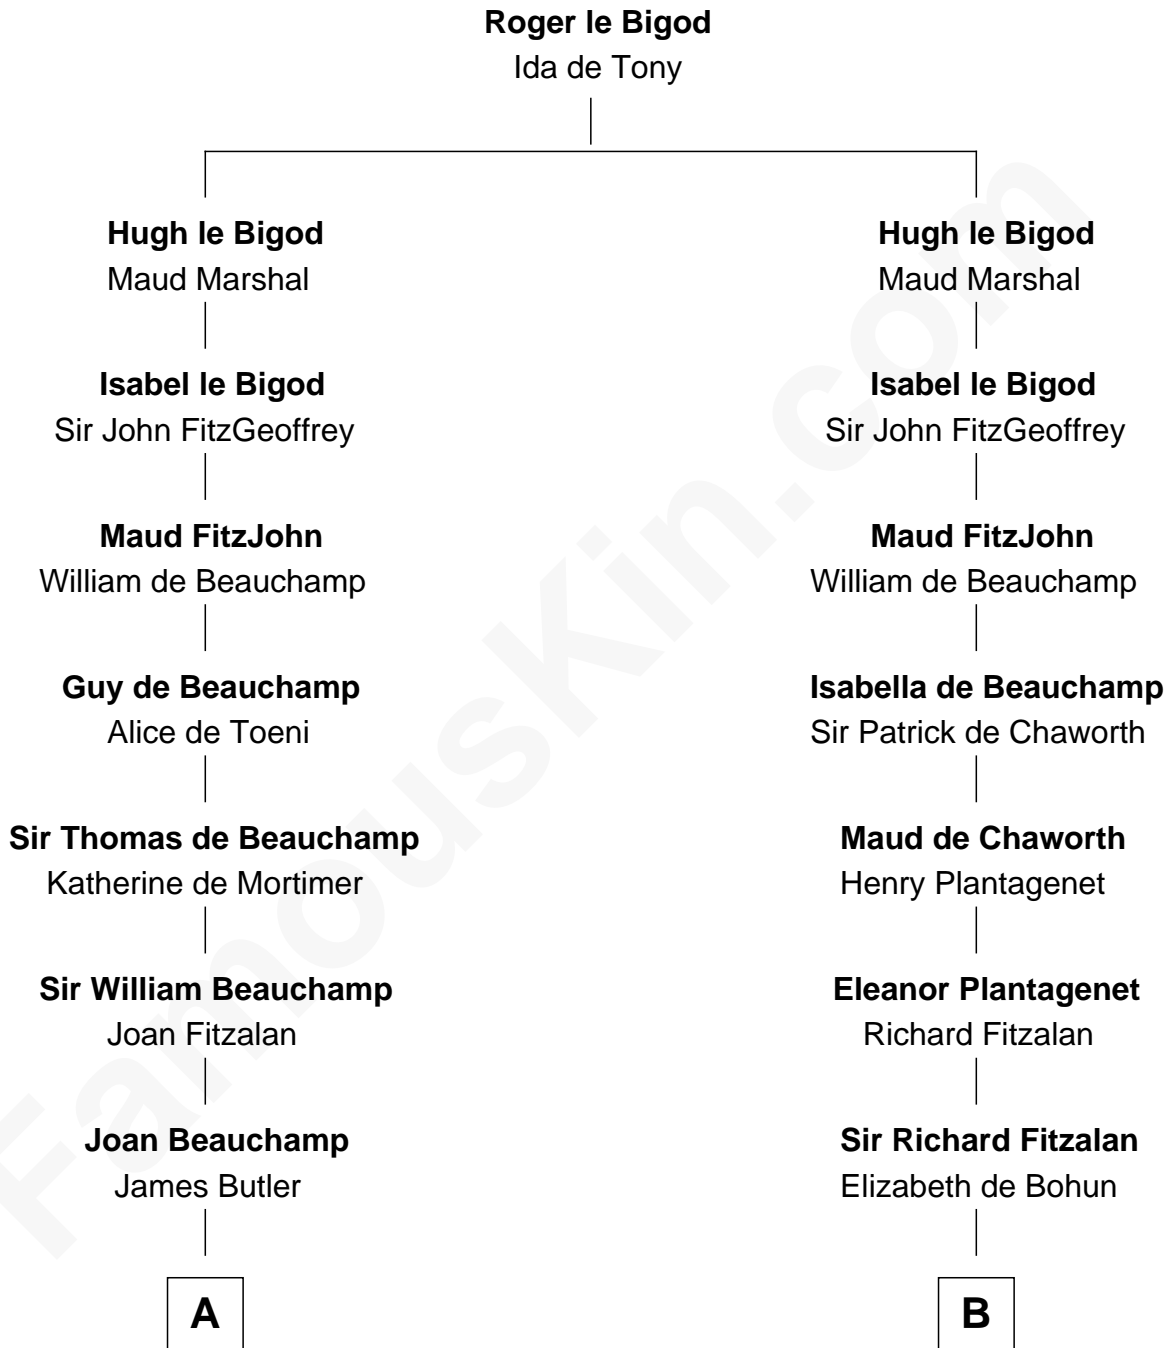 Roger le Bigod
Ida de Tony
Hugh le Bigod
Maud Marshal
Isabel le Bigod
Sir John FitzGeoffrey
Maud FitzJohn
William de Beauchamp
Guy de Beauchamp
Alice de Toeni
Sir Thomas de Beauchamp
Katherine de Mortimer
Sir William Beauchamp
Joan Fitzalan
Joan Beauchamp
James Butler
A
Hugh le Bigod
Maud Marshal
Isabel le Bigod
Sir John FitzGeoffrey
Maud FitzJohn
William de Beauchamp
Isabella de Beauchamp
Sir Patrick de Chaworth
Maud de Chaworth
Henry Plantagenet
Eleanor Plantagenet
Richard Fitzalan
Sir Richard Fitzalan
Elizabeth de Bohun
B
FamousKin.com